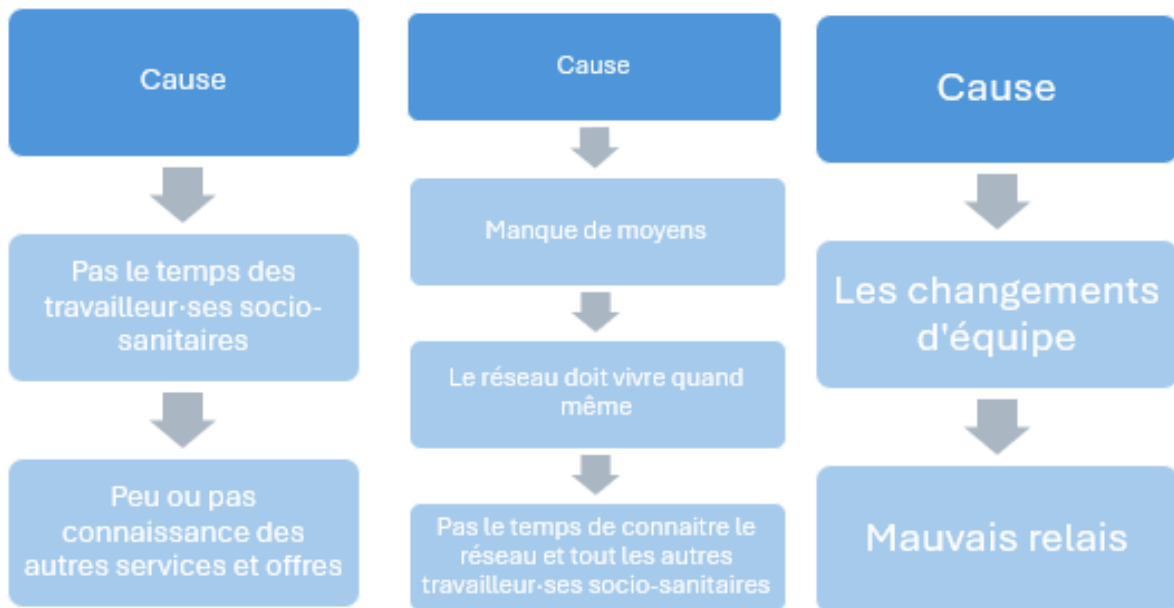 Cause
Pas le temps des
travailleur·ses socio-
sanitaires
Peu ou pas
connaissance des
autres services et offres
Cause
Manque de moyens
Le réseau doit vivre quand
même
Pas le temps de connaitre le
réseau et tout les autres
travailleur·ses socio-sanitaires
Cause
Les changements
d'équipe
Mauvais relais